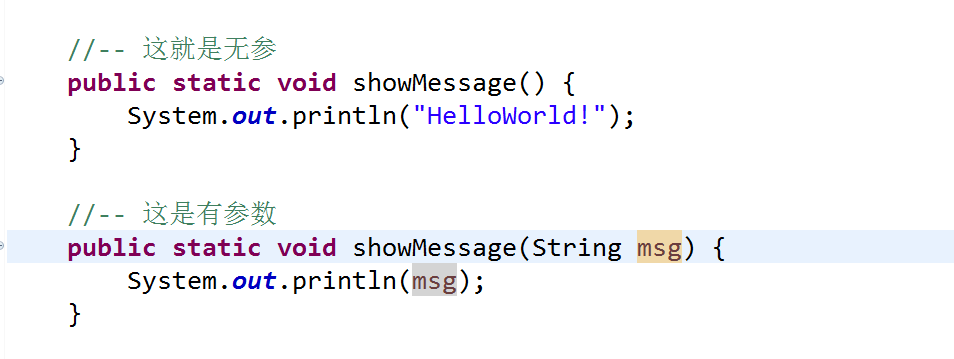 //-- 这就是无参
public static void showMessage() {
    System.out.println("HelloWorld!");
}
//-- 这是有参数
public static void showMessage(String msg) {
    System.out.println(msg);
}